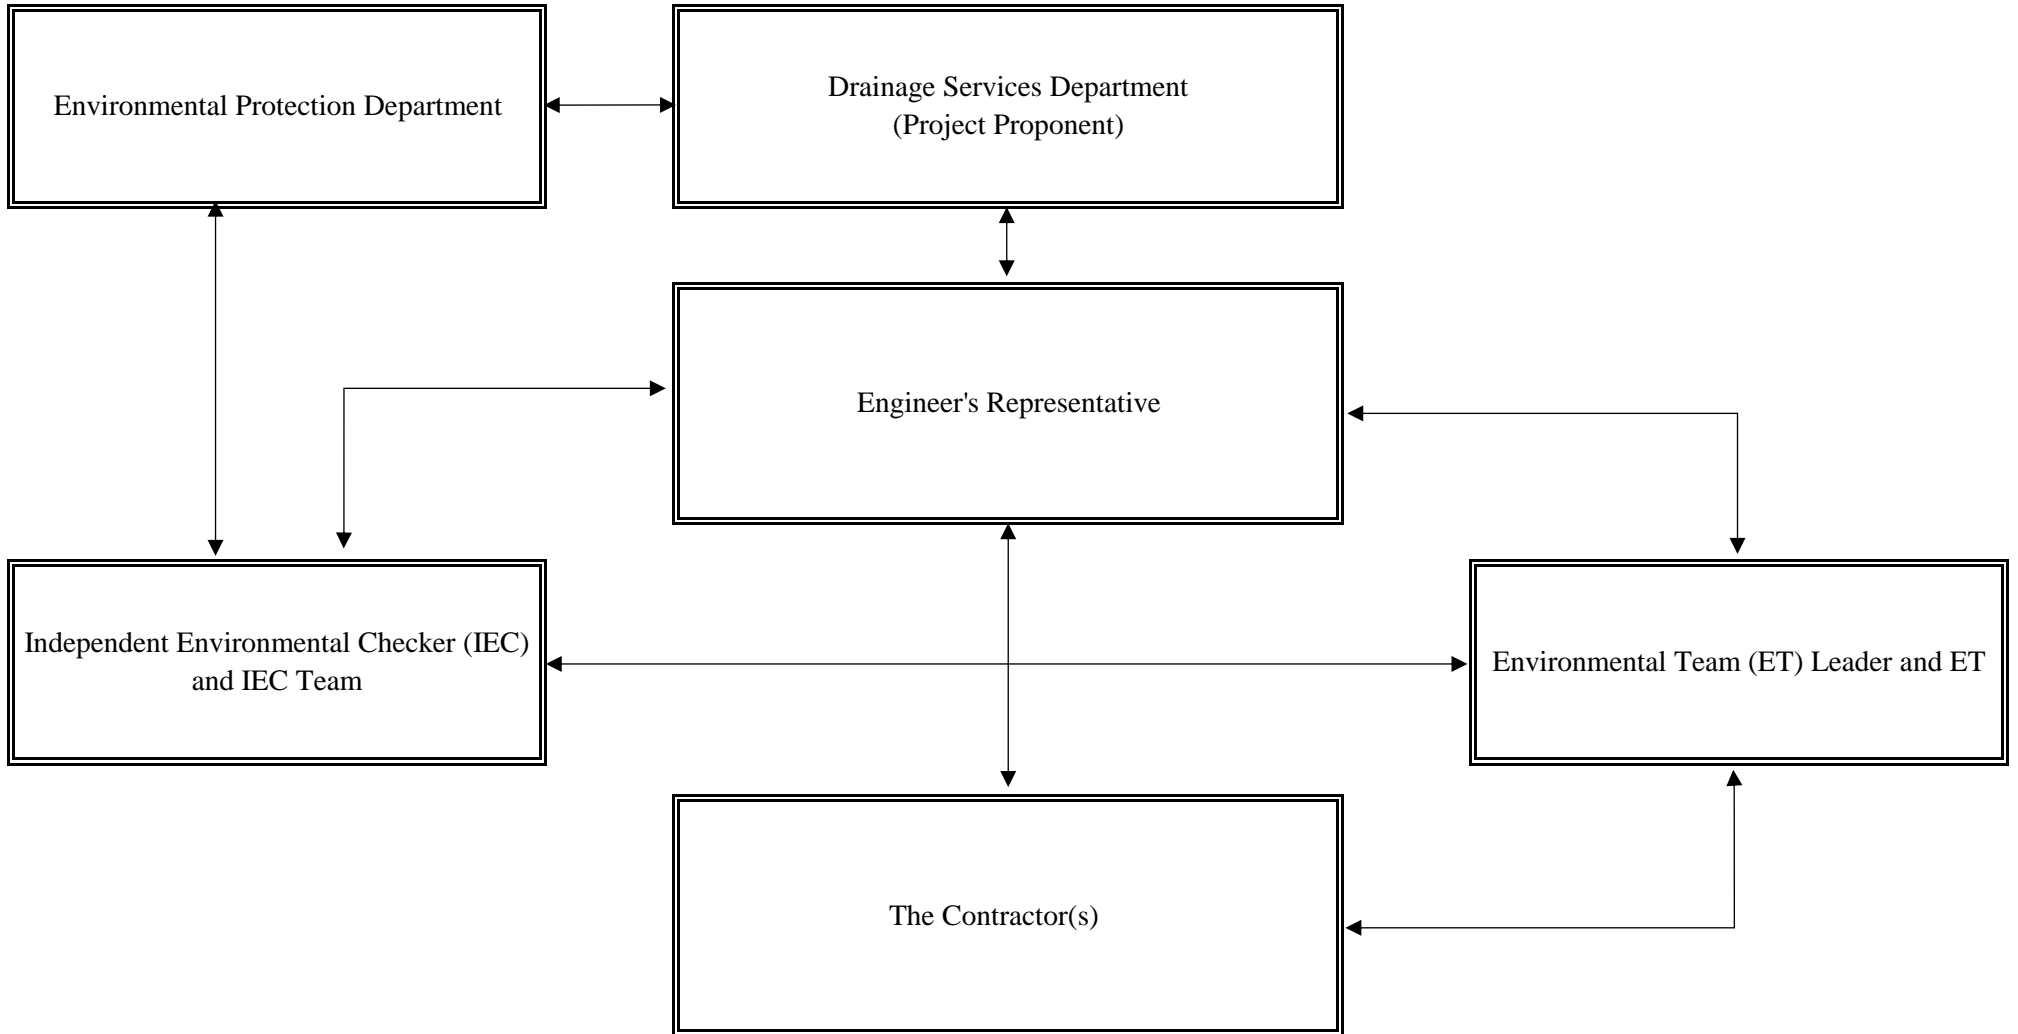 Environmental Protection Department
Drainage Services Department
(Project Proponent)
Engineer's Representative
Independent Environmental Checker (IEC)
and IEC Team
Environmental Team (ET) Leader and ET
The Contractor(s)